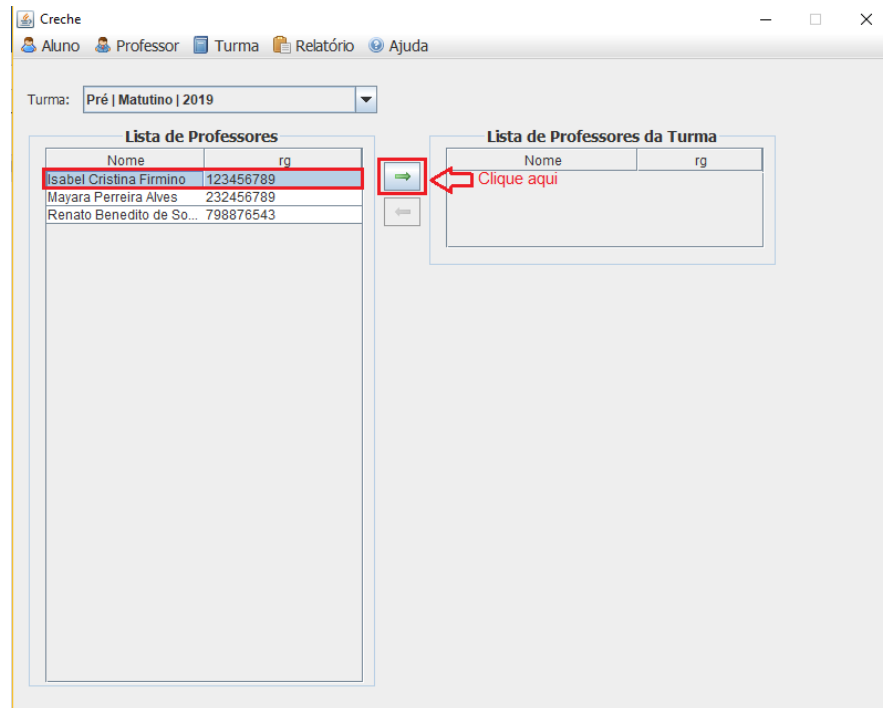 Creche
Aluno Professor Turma Relatório Ajuda
Turma: Pré | Matutino | 2019
Lista de Professores
Nome rg
Isabel Cristina Firmino 123456789
Mayara Perreira Alves 232456789
Renato Benedito de So... 798876543
Clique aqui
Lista de Professores da Turma
Nome rg